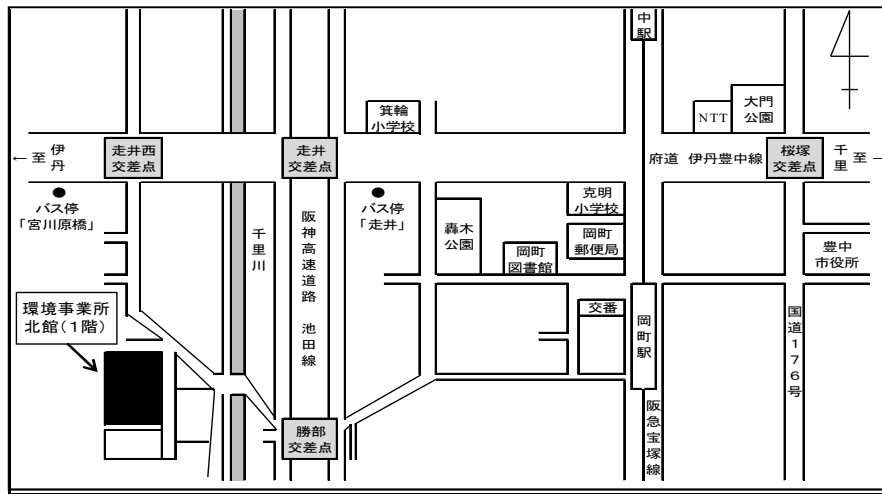 中駅
箕輪
小学校
NTT
大門
公園
←至
伊丹
走井西
交差点
走井
交差点
府道 伊丹豊中線
桜塚
交差点
千里
至→
バス停
「宮川原橋」
千里川
阪神高速道路 池田線
バス停
「走井」
轟木
公園
克明
小学校
岡町
郵便局
岡町
図書館
豊中
市役所
環境事業所
北館(1階)
交番
岡町駅
国道176号
勝部
交差点
阪急宝塚線